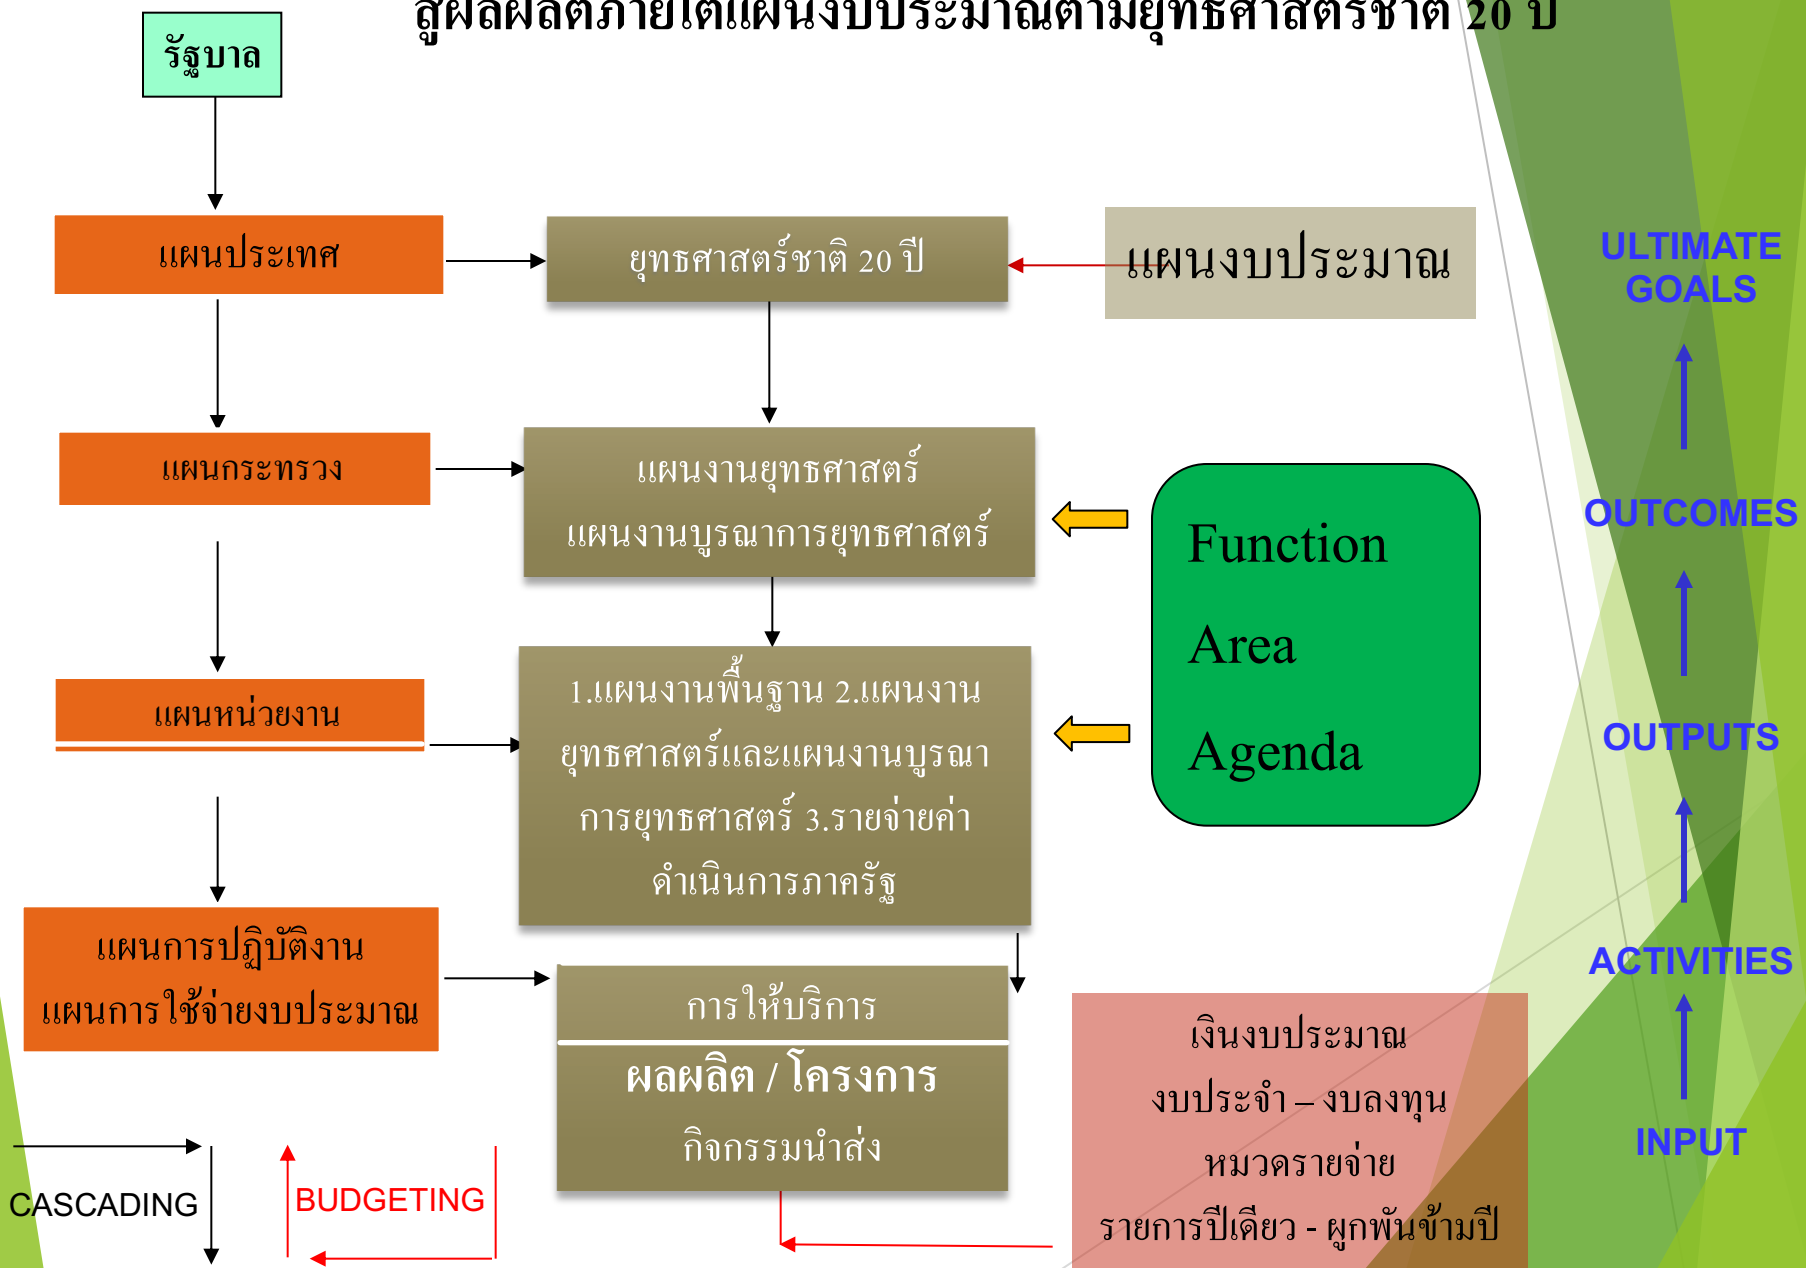 สู่ผลผลิตภายใต้แผนงบประมาณตามยุทธศาสตร์ชาติ 20 ปี
รัฐบาล
แผนประเทศ
ยุทธศาสตร์ชาติ 20 ปี
แผนงบประมาณ
ULTIMATE
GOALS
แผนกระทรวง
แผนงานยุทธศาสตร์
แผนงานบูรณาการยุทธศาสตร์
Function
Area
Agenda
OUTCOMES
แผนหน่วยงาน
1.แผนงานพื้นฐาน 2.แผนงาน
ยุทธศาสตร์และแผนงานบูรณา
การยุทธศาสตร์ 3.รายจ่ายค่า
ดำเนินการภาครัฐ
OUTPUTS
แผนการปฏิบัติงาน
แผนการใช้จ่ายงบประมาณ
การให้บริการ
ผลผลิต / โครงการ
กิจกรรมนำส่ง
ACTIVITIES
เงินงบประมาณ
งบประจำ – งบลงทุน
หมวดรายจ่าย
รายการปีเดียว - ผูกพันข้ามปี
INPUT
CASCADING
BUDGETING